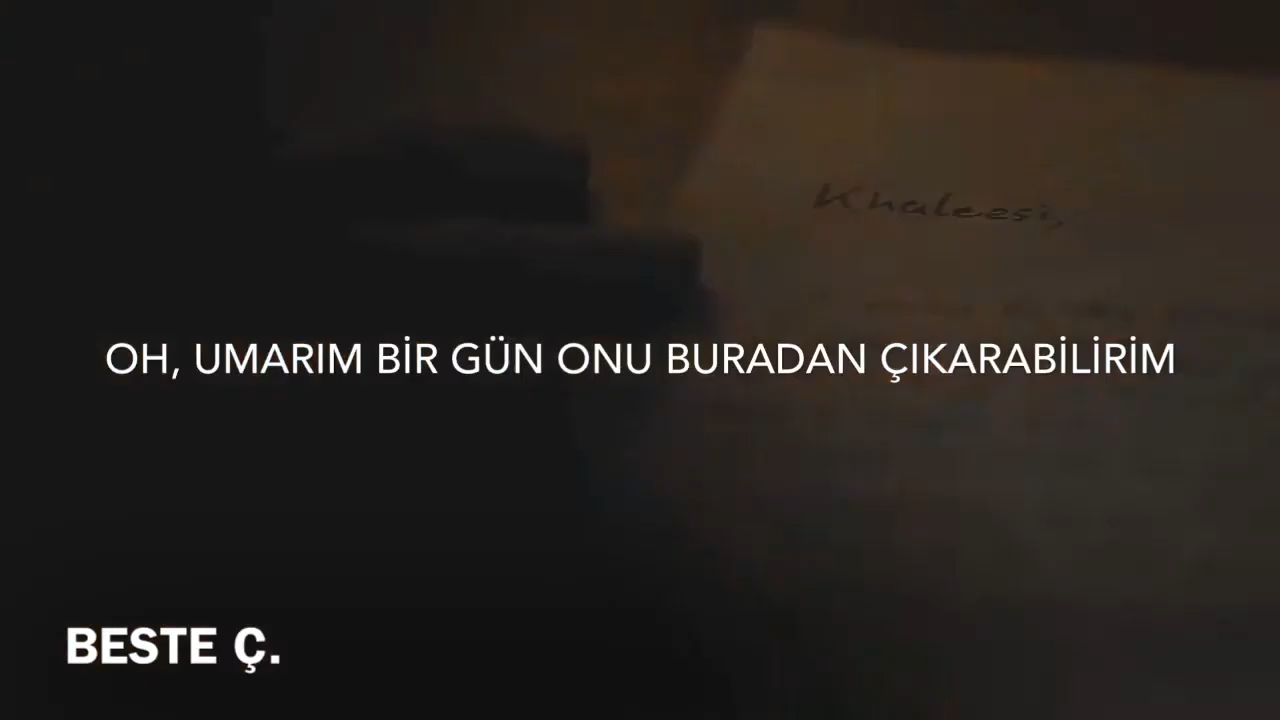 Khaleesi,
OH, UMARIM BİR GÜN ONU BURADAN ÇIKARABİLİRİM
BESTE Ç.